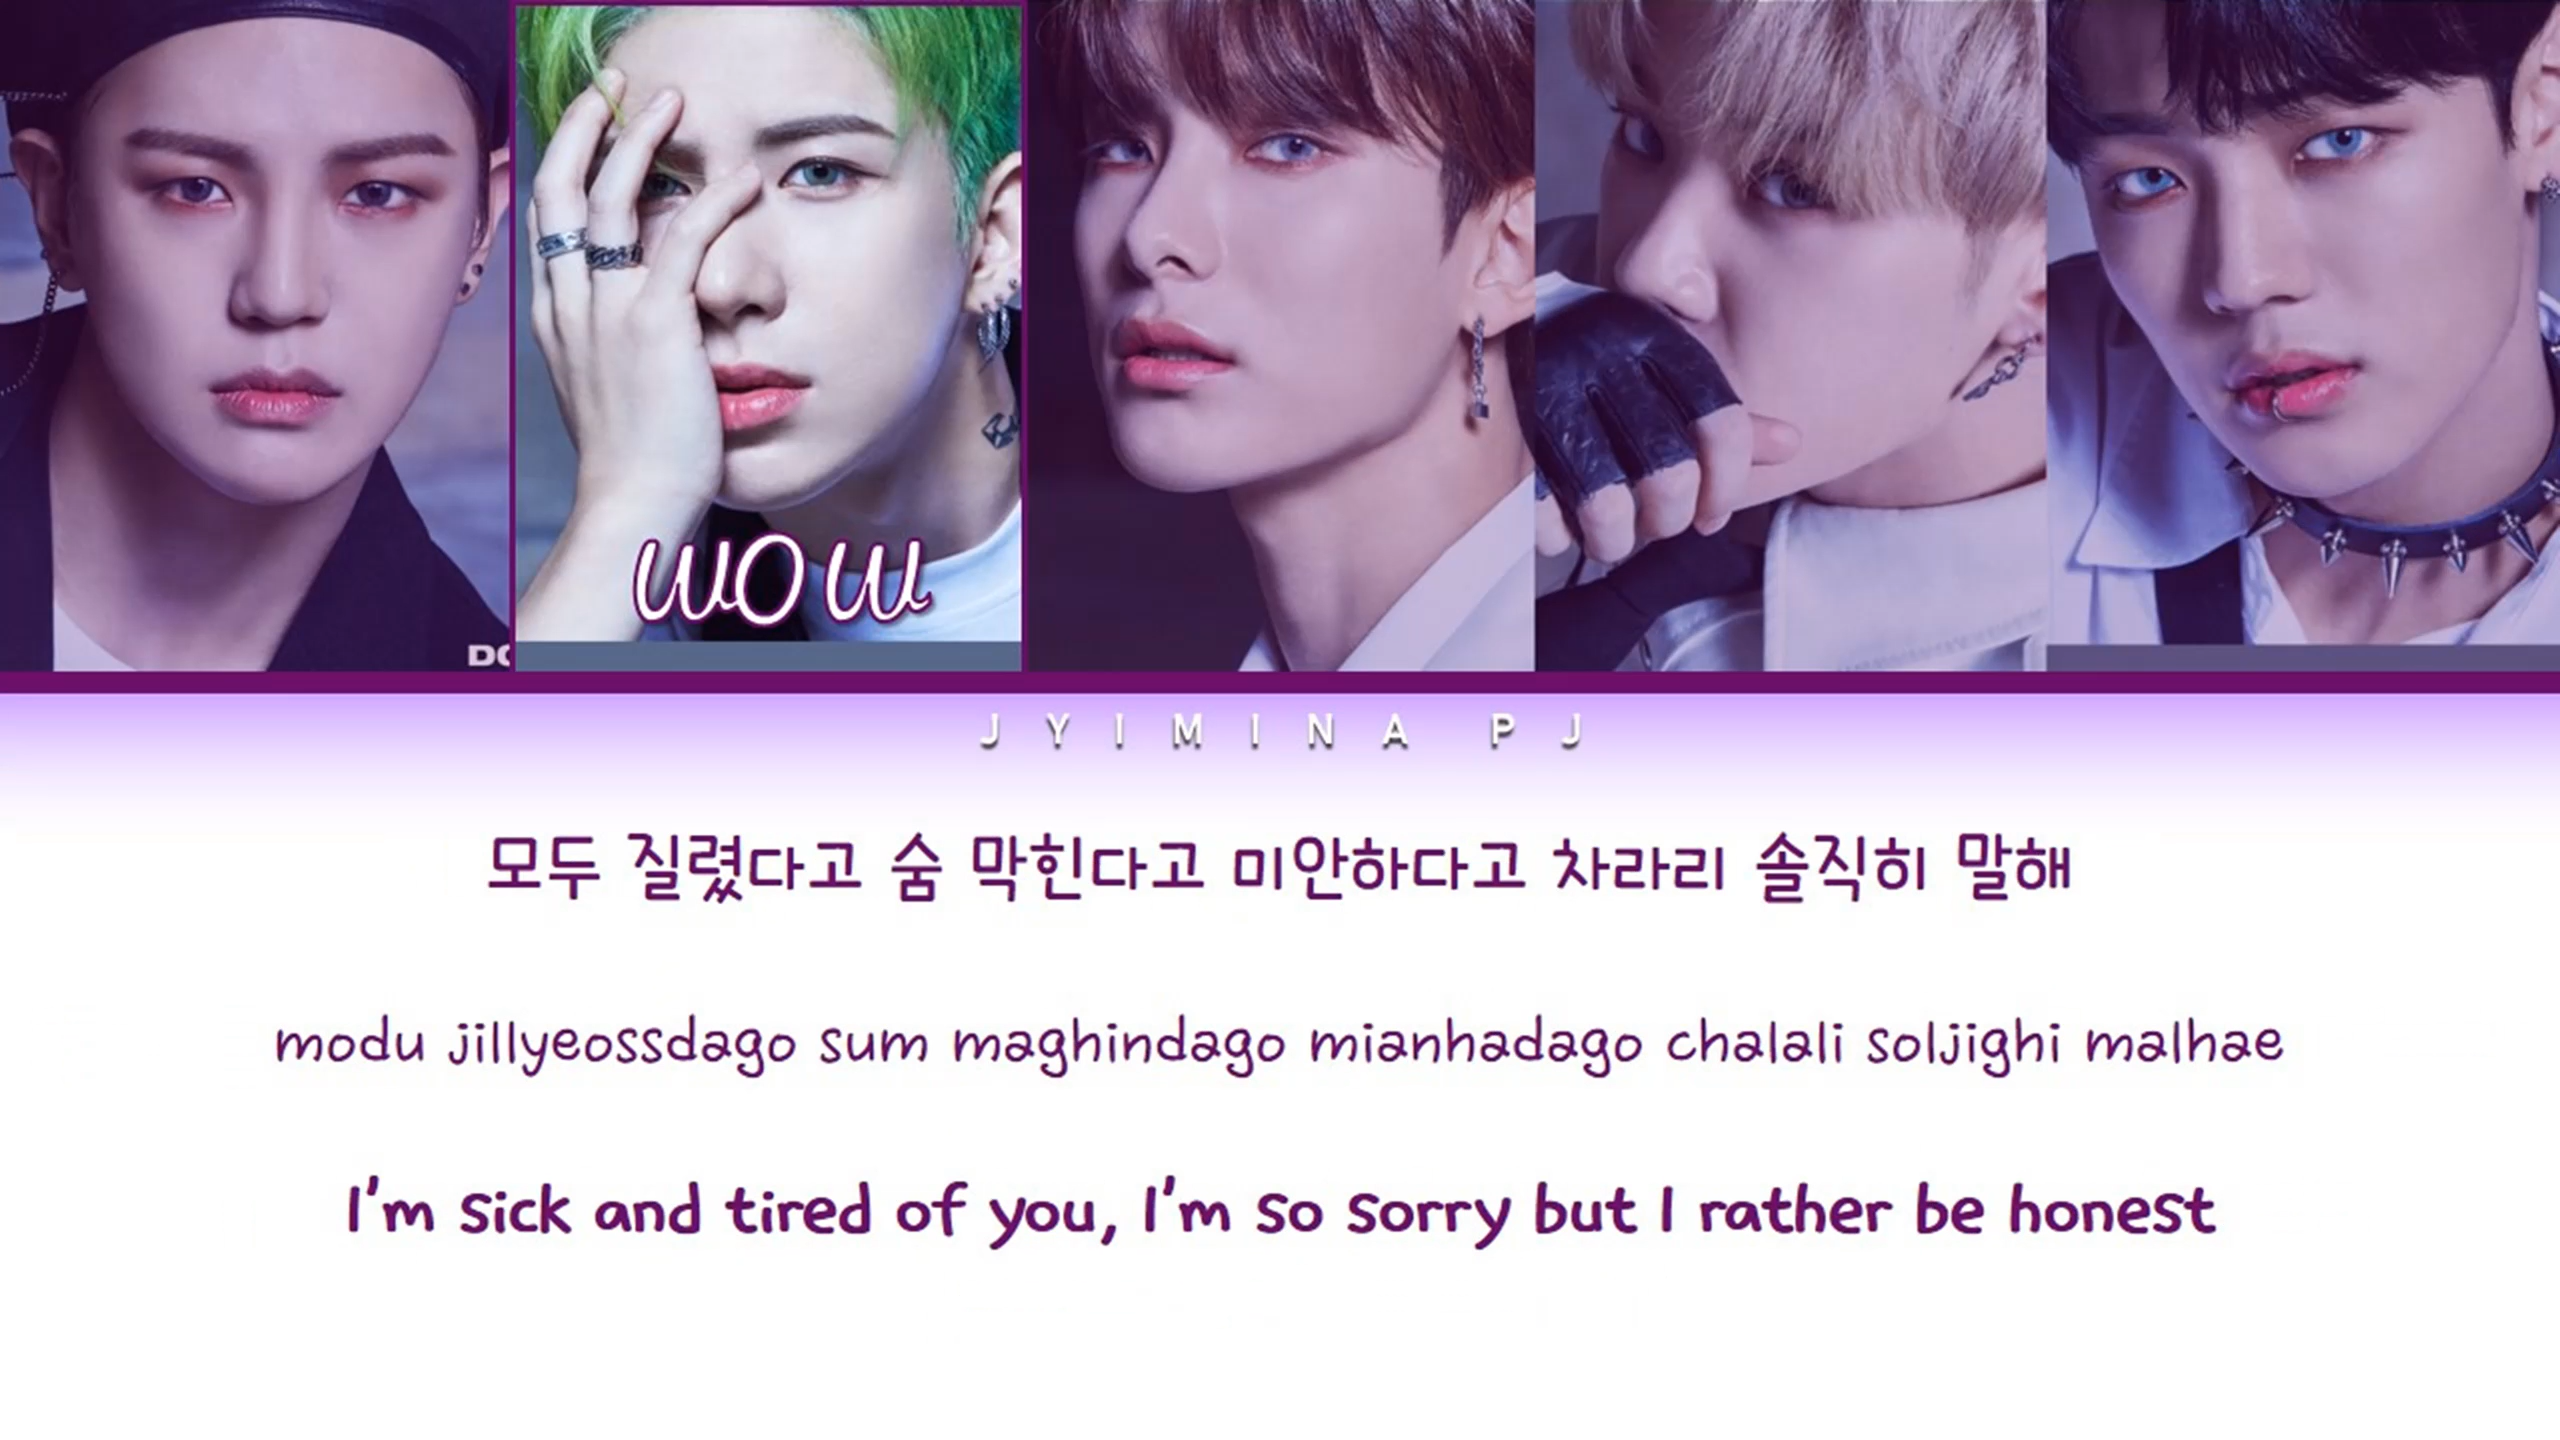 WOW
DO
JYIMINA PJ
모두 질렸다고 숨 막힌다고 미안하다고 차라리 솔직히 말해
modu jillyeossdago sum maghindago mianhadago chalali soljighi malhae
I'm sick and tired of you, I'm so sorry but I rather be honest